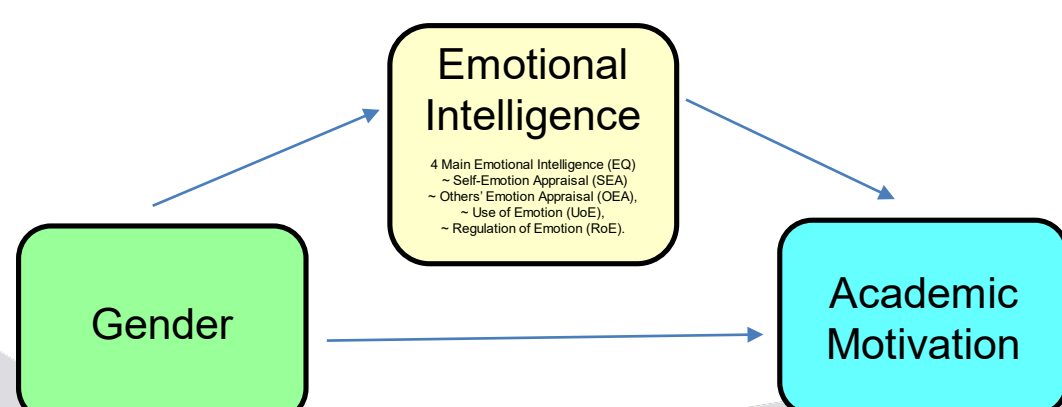 Emotional
Intelligence
4 Main Emotional Intelligence (EQ)
~ Self-Emotion Appraisal (SEA)
~ Others' Emotion Appraisal (OEA),
~ Use of Emotion (UoE),
~ Regulation of Emotion (RoE).
Gender
Academic
Motivation